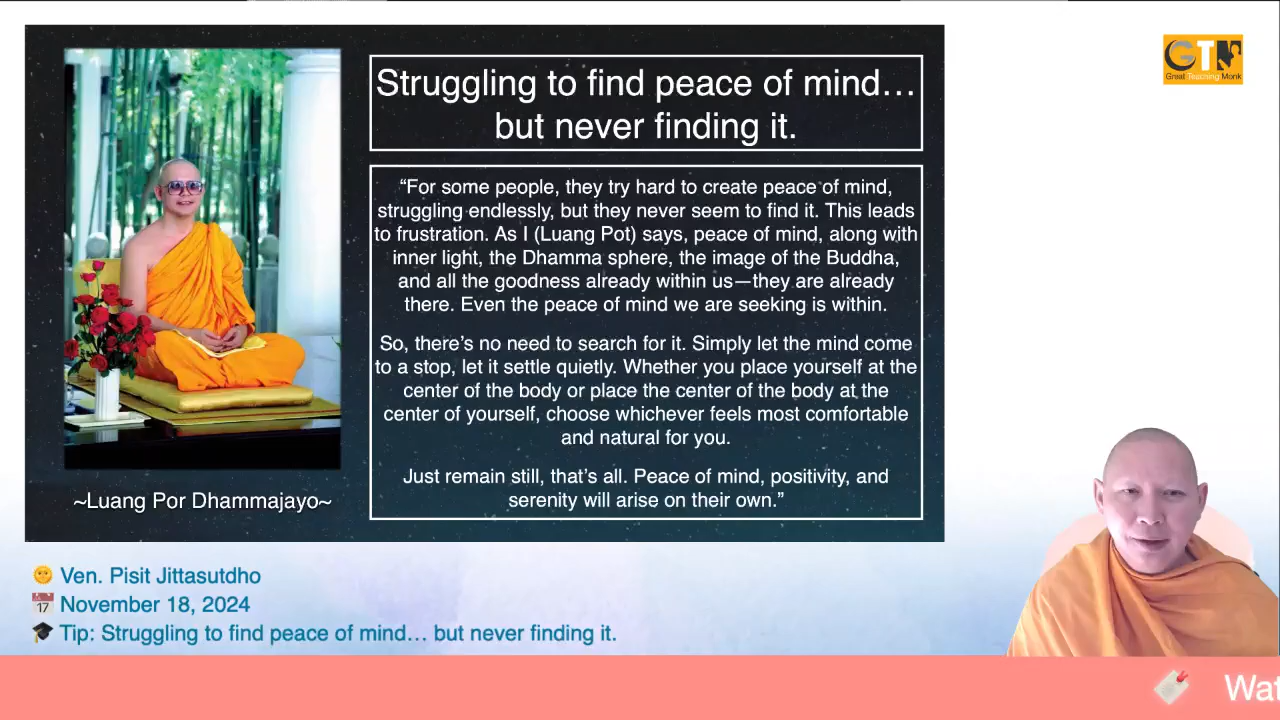 Struggling to find peace of mind…
but never finding it.
“For some people, they try hard to create peace of mind,
struggling endlessly, but they never seem to find it. This leads
to frustration. As I (Luang Pot) says, peace of mind, along with
inner light, the Dhamma sphere, the image of the Buddha,
and all the goodness already within us—they are already
there. Even the peace of mind we are seeking is within.
So, there’s no need to search for it. Simply let the mind come
to a stop, let it settle quietly. Whether you place yourself at the
center of the body or place the center of the body at the
center of yourself, choose whichever feels most comfortable
and natural for you.
Just remain still, that’s all. Peace of mind, positivity, and
serenity will arise on their own.”
~Luang Por Dhammajayo~
GTM
Great Teaching Monk
Ven. Pisit Jittasutdho
November 18, 2024
Tip: Struggling to find peace of mind… but never finding it.